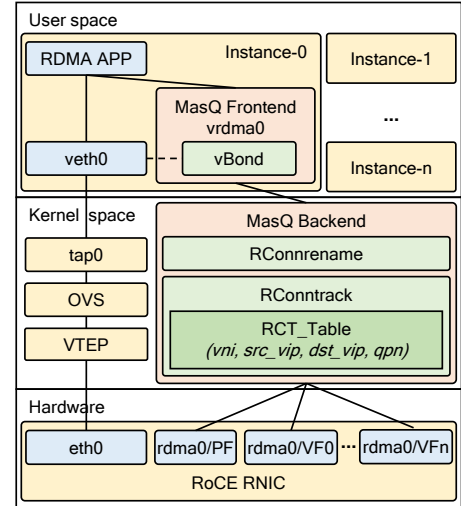 User space
RDMA APP
Instance-0
Instance-1
MasQ Frontend
vrdma0
...
veth0
vBond
Instance-n
Kernel space
MasQ Backend
tap0
RConnrename
OVS
RConntrack
VTEP
RCT_Table
(vni, src_vip, dst_vip, qpn)
Hardware
eth0
rdma0/PF
rdma0/VF0
...
rdma0/VFn
RoCE RNIC